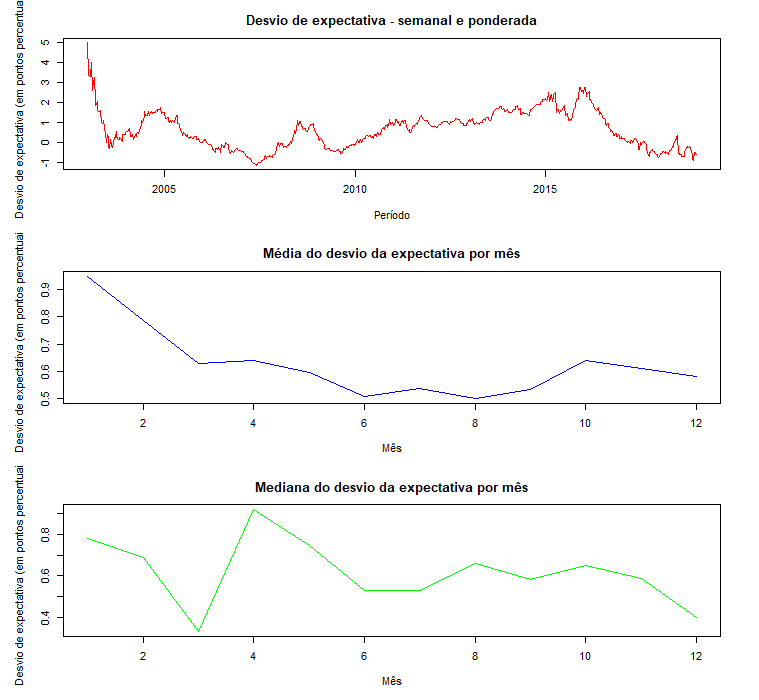 Desvio de expectativa - semanal e ponderada
Desvio de expectativa (em pontos percentuai
5
4
3
2
1
0
-1
2005 2010 2015
Período
Média do desvio da expectativa por mês
Desvio de expectativa (em pontos percentuai
0.9
0.8
0.7
0.6
0.5
2 4 6 8 10 12
Mês
Mediana do desvio da expectativa por mês
Desvio de expectativa (em pontos percentuai
0.8
0.6
0.4
2 4 6 8 10 12
Mês